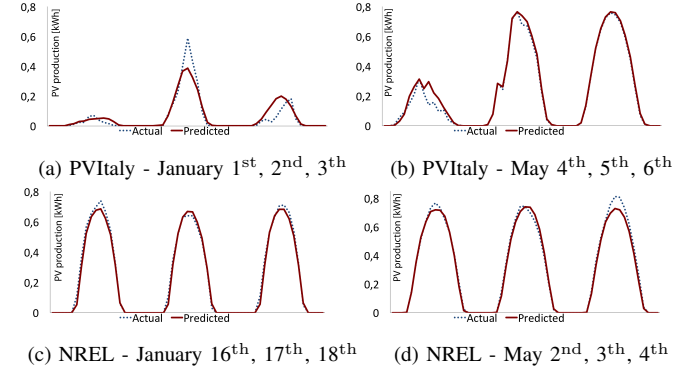 0,8
0,6
0,4
0,2
0
PV production [kWh]
Actual Predicted
0,8
0,6
0,4
0,2
0
PV production [kWh]
Actual Predicted
(a) PVItaly - January 1st, 2nd, 3th
(b) PVItaly - May 4th, 5th, 6th
0,8
0,6
0,4
0,2
0
PV production [kWh]
Actual Predicted
0,8
0,6
0,4
0,2
0
PV production [kWh]
Actual Predicted
(c) NREL - January 16th, 17th, 18th
(d) NREL - May 2nd, 3th, 4th